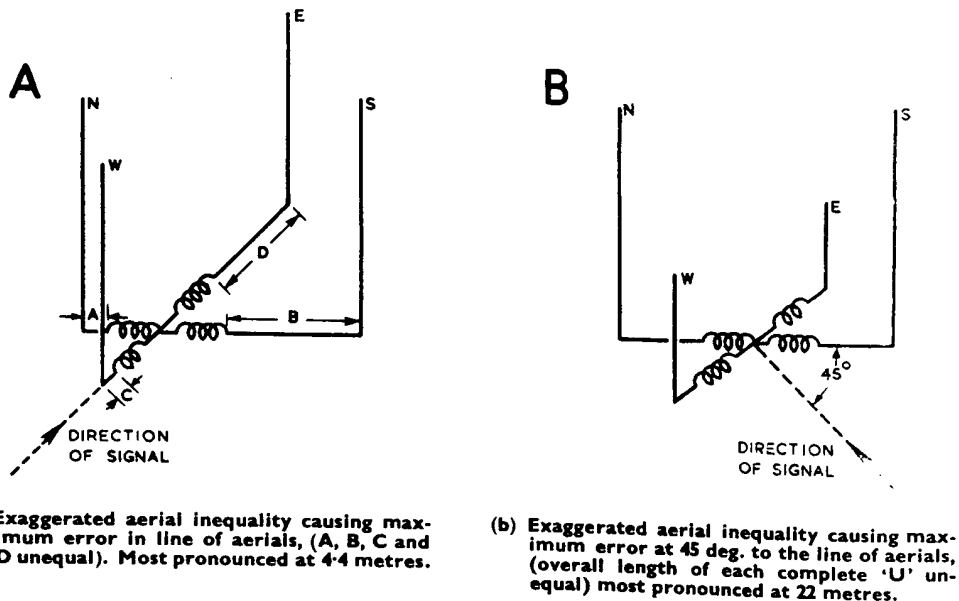 A
B
E
N
S
W
D
A
B
C
DIRECTION
OF SIGNAL
N
S
E
W
45°
DIRECTION
OF SIGNAL
Exaggerated aerial inequality causing max-
imum error in line of aerials, (A, B, C and
D unequal). Most pronounced at 4·4 metres.
(b) Exaggerated aerial inequality causing max-
imum error at 45 deg. to the line of aerials,
(overall length of each complete 'U' un-
equal) most pronounced at 22 metres.